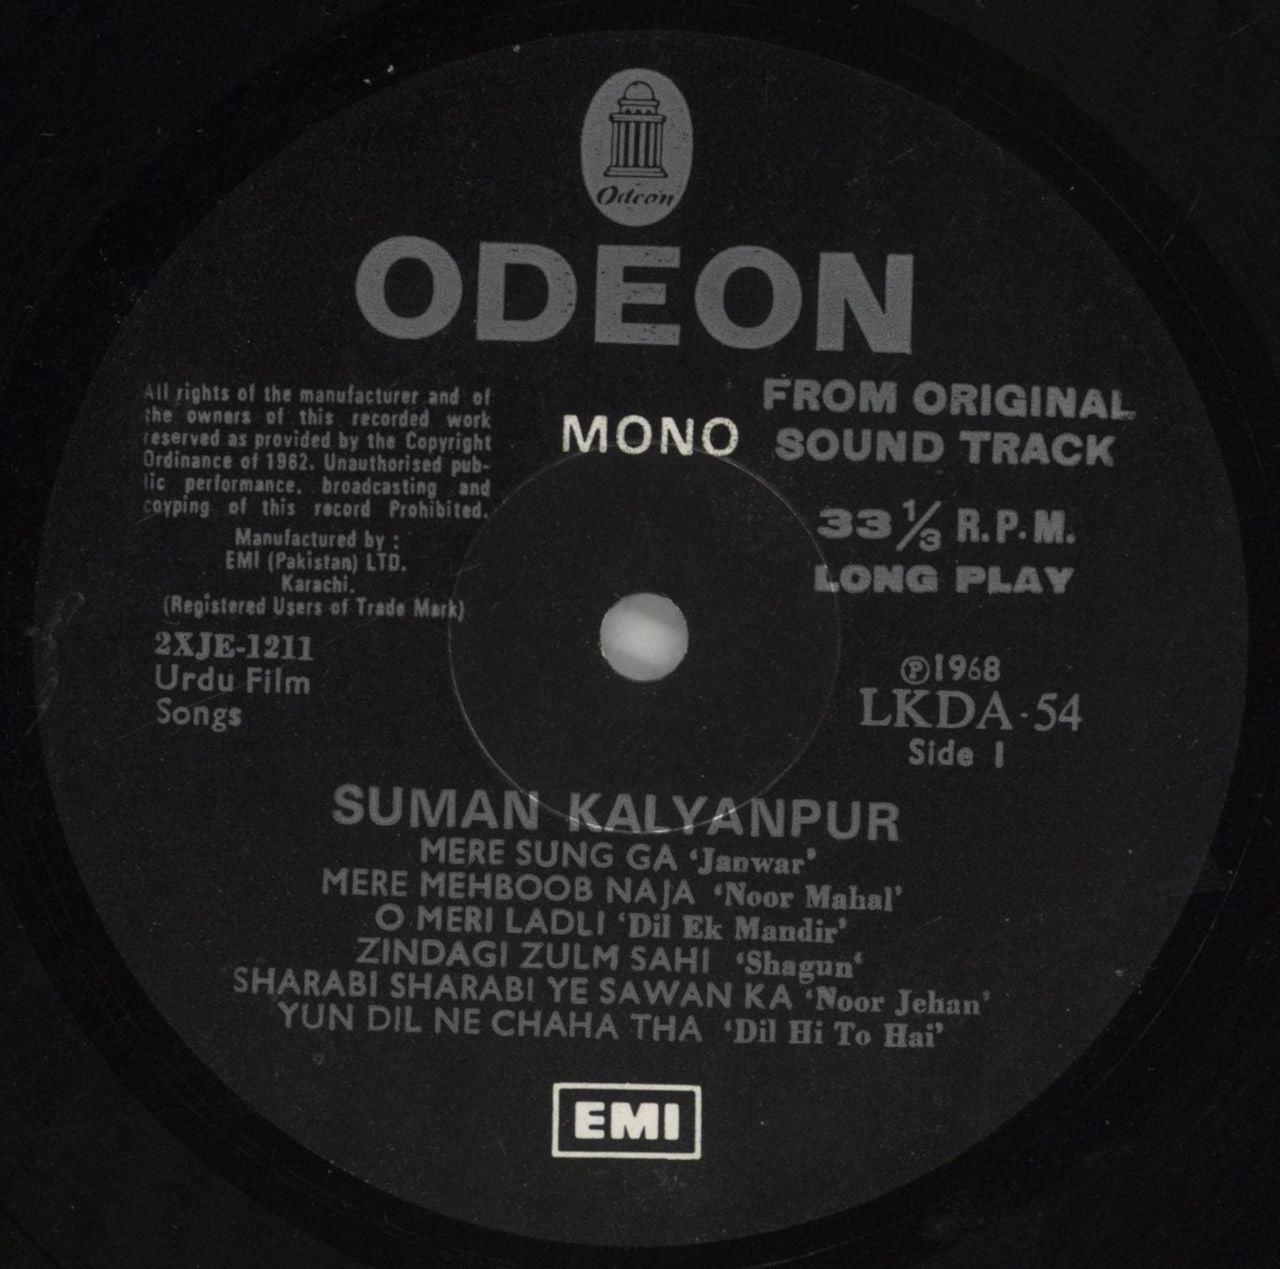 Odeon
ODEON
All rights of the manufacturer and of
the owners of this recorded work
reserved as provided by the Copyright
Ordinance of 1962. Unauthorised pub-
lic performance. broadcasting and
coyping of this record Prohibited.
Manufactured by :
EMI (Pakistan) LTD.
Karachi.
(Registered Users of Trade Mark)
2XJE-1211
Urdu Film
Songs
MONO
FROM ORIGINAL
SOUND TRACK
33 1/3 R.P.M.
LONG PLAY
Ⓟ1968
LKDA-54
Side 1
SUMAN KALYANPUR
MERE SUNG GA ‘Janwar’
MERE MEHBOOB NAJA ‘Noor Mahal’
O MERI LADLI ‘Dil Ek Mandir’
ZINDAGI ZULM SAHI ‘Shagun‘
SHARABI SHARABI YE SAWAN KA ‘Noor Jehan’
YUN DIL NE CHAHA THA ‘Dil Hi To Hai’
EMI